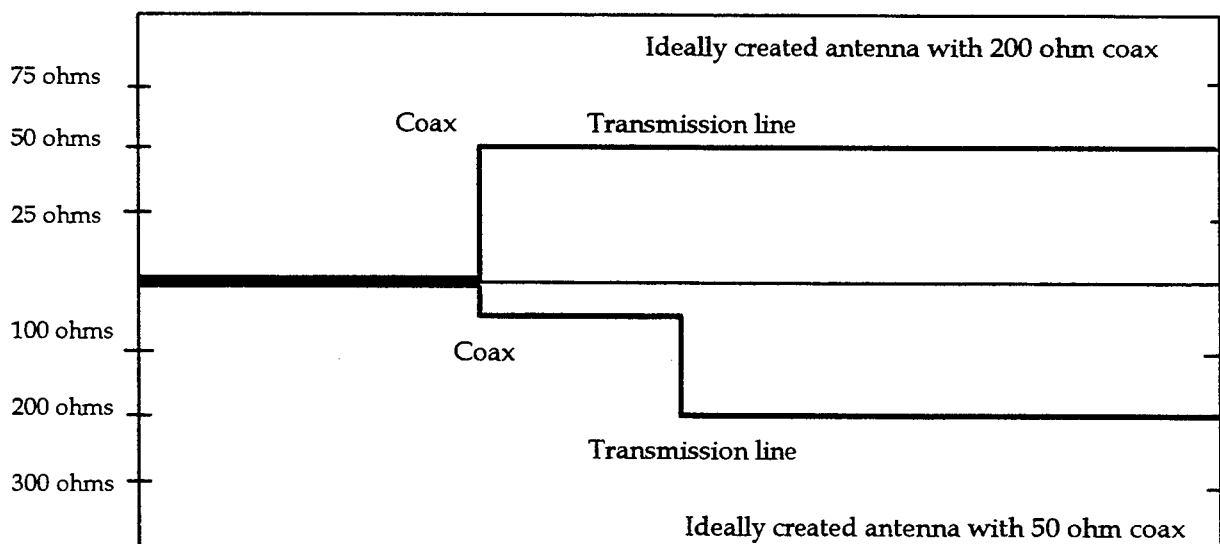 Ideally created antenna with 200 ohm coax
75 ohms
Coax
Transmission line
50 ohms
25 ohms
100 ohms
Coax
200 ohms
Transmission line
300 ohms
Ideally created antenna with 50 ohm coax